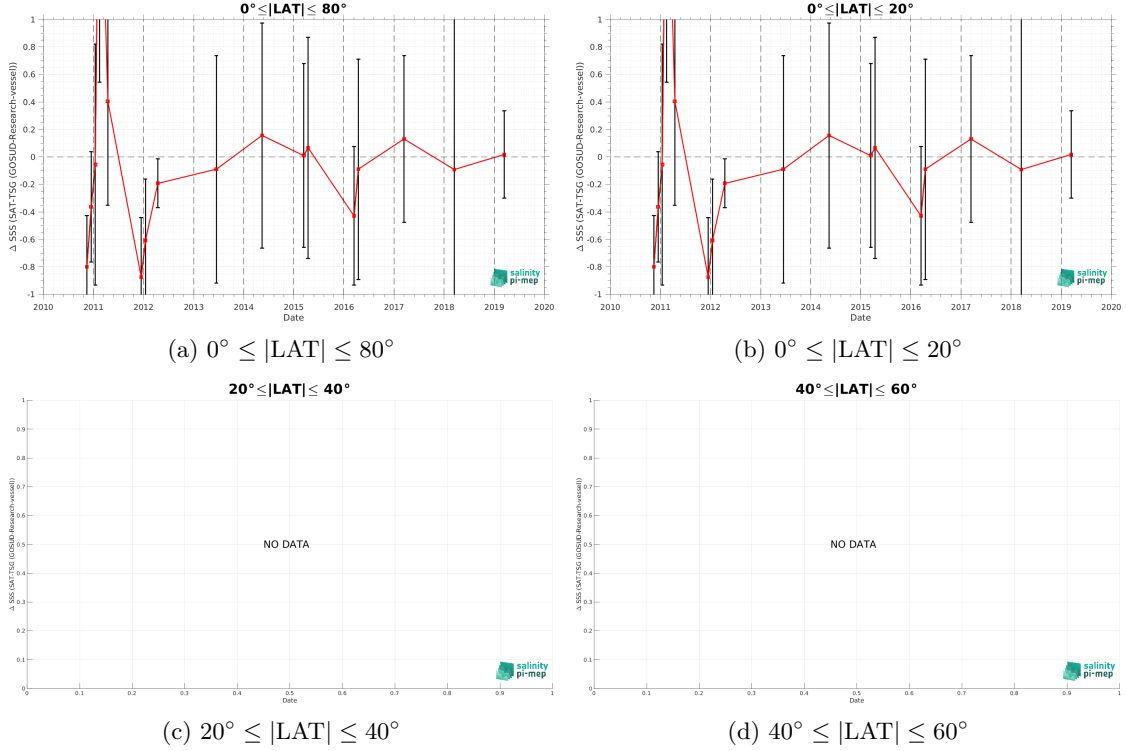 0°≤|LAT|≤ 80°
Δ SSS (SAT-TSG (GOSUD-Research-vessel))
1
0.8
0.6
0.4
0.2
0
-0.2
-0.4
-0.6
-0.8
-1
2010 2011 2012 2013 2014 2015 2016 2017 2018 2019 2020
Date
salinity
pi-mep
(a) 0° ≤ |LAT| ≤ 80°
0°≤|LAT|≤ 20°
Δ SSS (SAT-TSG (GOSUD-Research-vessel))
1
0.8
0.6
0.4
0.2
0
-0.2
-0.4
-0.6
-0.8
-1
2010 2011 2012 2013 2014 2015 2016 2017 2018 2019 2020
Date
salinity
pi-mep
(b) 0° ≤ |LAT| ≤ 20°
20°≤|LAT|≤ 40°
Δ SSS (SAT-TSG (GOSUD-Research-vessel))
1
0.9
0.8
0.7
0.6
0.5
0.4
0.3
0.2
0.1
0
NO DATA
0 0.1 0.2 0.3 0.4 0.5 0.6 0.7 0.8 0.9 1
Date
salinity
pi-mep
(c) 20° ≤ |LAT| ≤ 40°
40°≤|LAT|≤ 60°
Δ SSS (SAT-TSG (GOSUD-Research-vessel))
1
0.9
0.8
0.7
0.6
0.5
0.4
0.3
0.2
0.1
0
NO DATA
0 0.1 0.2 0.3 0.4 0.5 0.6 0.7 0.8 0.9 1
Date
salinity
pi-mep
(d) 40° ≤ |LAT| ≤ 60°